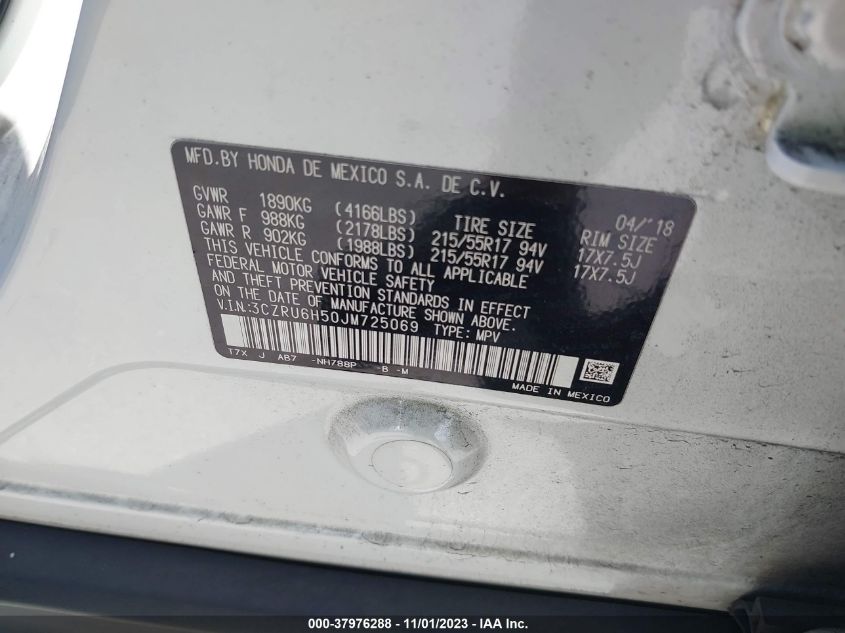 MFD.BY HONDA DE MEXICO S.A. DE C.V.
04/'18
GVWR 1890KG (4166LBS) TIRE SIZE RIM SIZE
GAWR F 988KG (2178LBS) 215/55R17 94V 17X7.5J
GAWR R 902KG (1988LBS) 215/55R17 94V 17X7.5J
THIS VEHICLE CONFORMS TO ALL APPLICABLE
FEDERAL MOTOR VEHICLE SAFETY
AND THEFT PREVENTION STANDARDS IN EFFECT
ON THE DATE OF MANUFACTURE SHOWN ABOVE.
V.IN:3CZRU6H50JM725069 TYPE: MPV
T7X J AB7 -NH788P -B -M
MADE IN MEXICO
000-37976288 - 11/01/2023 - IAA Inc.